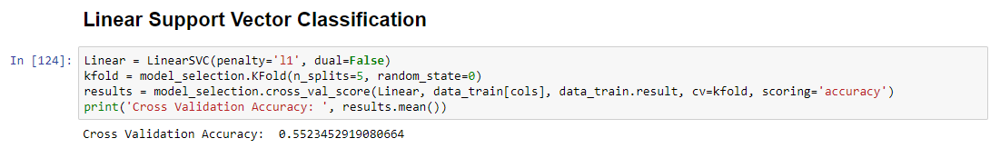 Linear Support Vector Classification
In [124]: Linear = LinearSVC(penalty='l1', dual=False)
kfold = model_selection.KFold(n_splits=5, random_state=0)
results = model_selection.cross_val_score(Linear, data_train[cols], data_train.result, cv=kfold, scoring='accuracy')
print('Cross Validation Accuracy: ', results.mean())
Cross Validation Accuracy:  0.5523452919080664